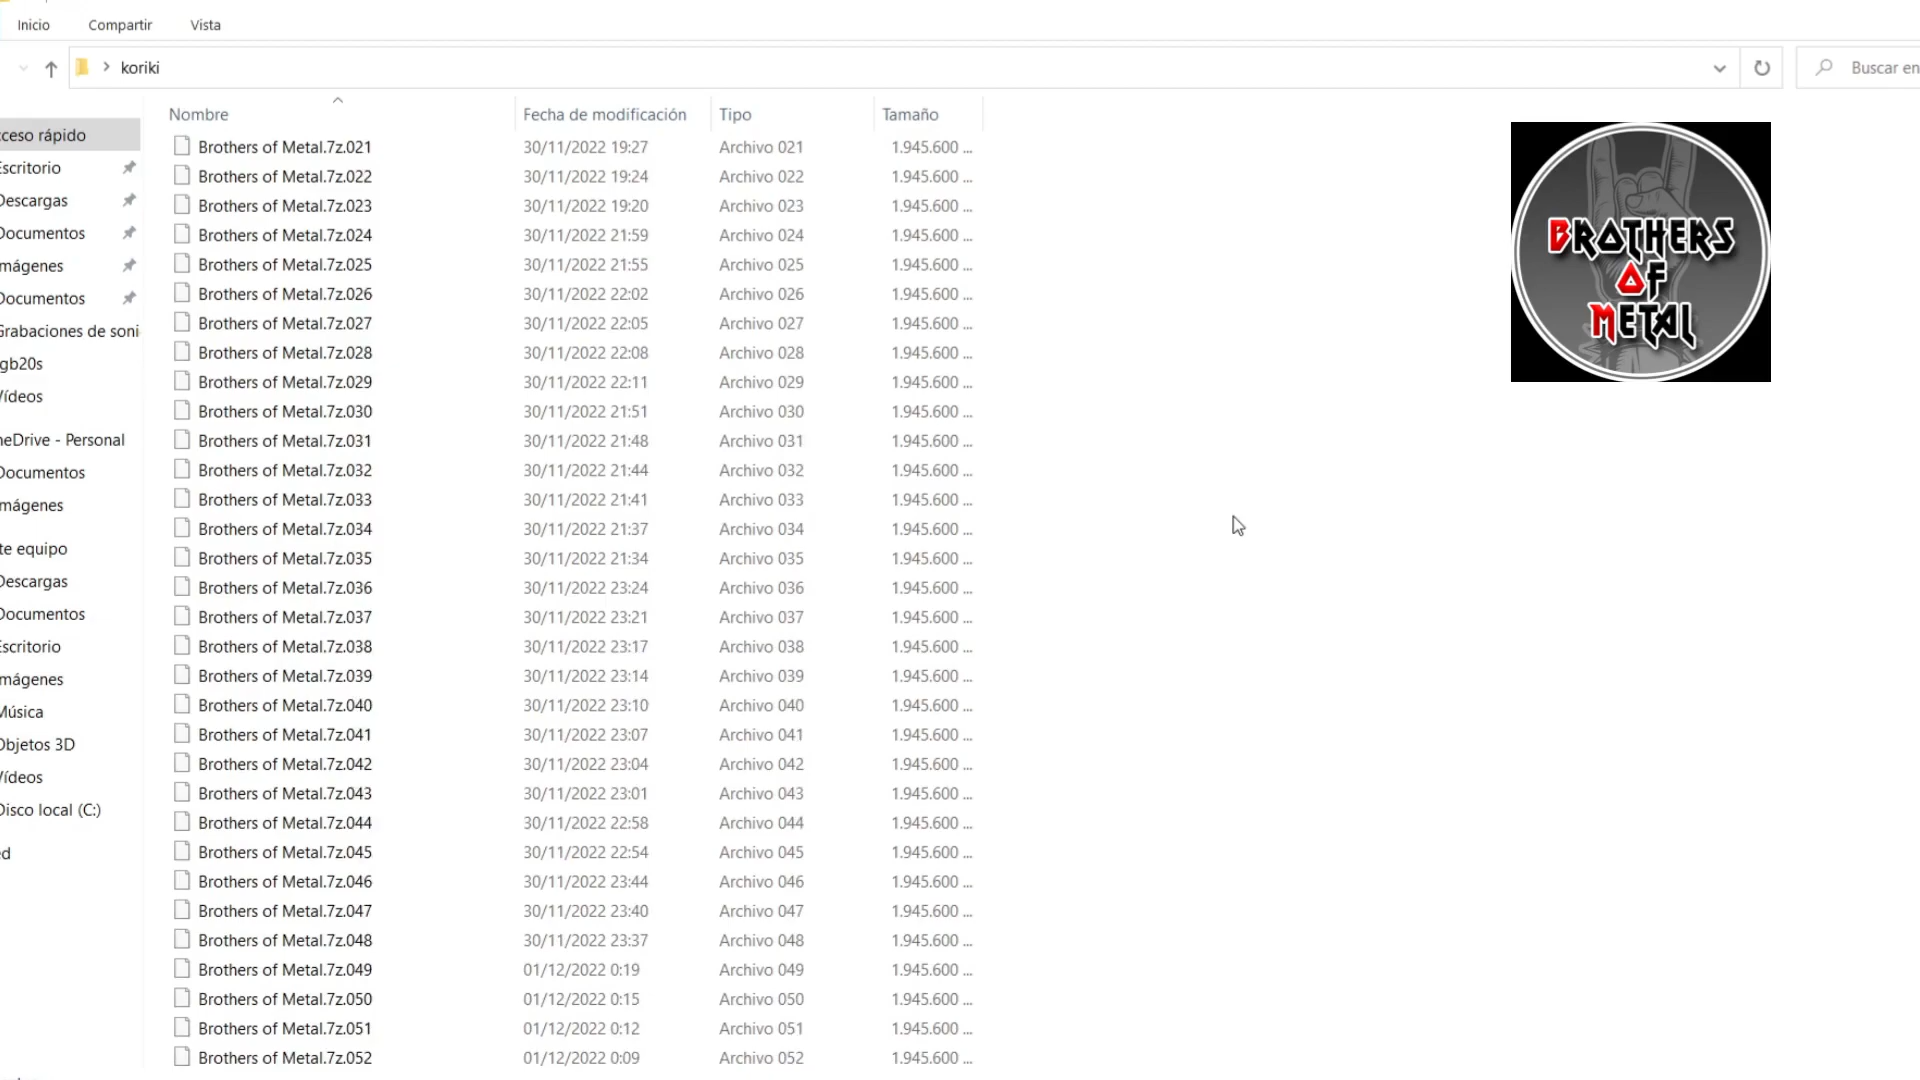 Inicio Compartir Vista
koriki
Buscar en
Nombre Fecha de modificación Tipo Tamaño
cceso rápido
Escritorio
Descargas
Documentos
mágenes
Documentos
Grabaciones de soni
gb20s
Vídeos
neDrive - Personal
Documentos
mágenes
te equipo
Descargas
Documentos
Escritorio
mágenes
Música
Objetos 3D
Vídeos
Disco local (C:)
ed
Brothers of Metal.7z.021 30/11/2022 19:27 Archivo 021 1.945.600 ...
Brothers of Metal.7z.022 30/11/2022 19:24 Archivo 022 1.945.600 ...
Brothers of Metal.7z.023 30/11/2022 19:20 Archivo 023 1.945.600 ...
Brothers of Metal.7z.024 30/11/2022 21:59 Archivo 024 1.945.600 ...
Brothers of Metal.7z.025 30/11/2022 21:55 Archivo 025 1.945.600 ...
Brothers of Metal.7z.026 30/11/2022 22:02 Archivo 026 1.945.600 ...
Brothers of Metal.7z.027 30/11/2022 22:05 Archivo 027 1.945.600 ...
Brothers of Metal.7z.028 30/11/2022 22:08 Archivo 028 1.945.600 ...
Brothers of Metal.7z.029 30/11/2022 22:11 Archivo 029 1.945.600 ...
Brothers of Metal.7z.030 30/11/2022 21:51 Archivo 030 1.945.600 ...
Brothers of Metal.7z.031 30/11/2022 21:48 Archivo 031 1.945.600 ...
Brothers of Metal.7z.032 30/11/2022 21:44 Archivo 032 1.945.600 ...
Brothers of Metal.7z.033 30/11/2022 21:41 Archivo 033 1.945.600 ...
Brothers of Metal.7z.034 30/11/2022 21:37 Archivo 034 1.945.600 ...
Brothers of Metal.7z.035 30/11/2022 21:34 Archivo 035 1.945.600 ...
Brothers of Metal.7z.036 30/11/2022 23:24 Archivo 036 1.945.600 ...
Brothers of Metal.7z.037 30/11/2022 23:21 Archivo 037 1.945.600 ...
Brothers of Metal.7z.038 30/11/2022 23:17 Archivo 038 1.945.600 ...
Brothers of Metal.7z.039 30/11/2022 23:14 Archivo 039 1.945.600 ...
Brothers of Metal.7z.040 30/11/2022 23:10 Archivo 040 1.945.600 ...
Brothers of Metal.7z.041 30/11/2022 23:07 Archivo 041 1.945.600 ...
Brothers of Metal.7z.042 30/11/2022 23:04 Archivo 042 1.945.600 ...
Brothers of Metal.7z.043 30/11/2022 23:01 Archivo 043 1.945.600 ...
Brothers of Metal.7z.044 30/11/2022 22:58 Archivo 044 1.945.600 ...
Brothers of Metal.7z.045 30/11/2022 22:54 Archivo 045 1.945.600 ...
Brothers of Metal.7z.046 30/11/2022 23:44 Archivo 046 1.945.600 ...
Brothers of Metal.7z.047 30/11/2022 23:40 Archivo 047 1.945.600 ...
Brothers of Metal.7z.048 30/11/2022 23:37 Archivo 048 1.945.600 ...
Brothers of Metal.7z.049 01/12/2022 0:19 Archivo 049 1.945.600 ...
Brothers of Metal.7z.050 01/12/2022 0:15 Archivo 050 1.945.600 ...
Brothers of Metal.7z.051 01/12/2022 0:12 Archivo 051 1.945.600 ...
Brothers of Metal.7z.052 01/12/2022 0:09 Archivo 052 1.945.600 ...
BROTHERS
OF
METAL